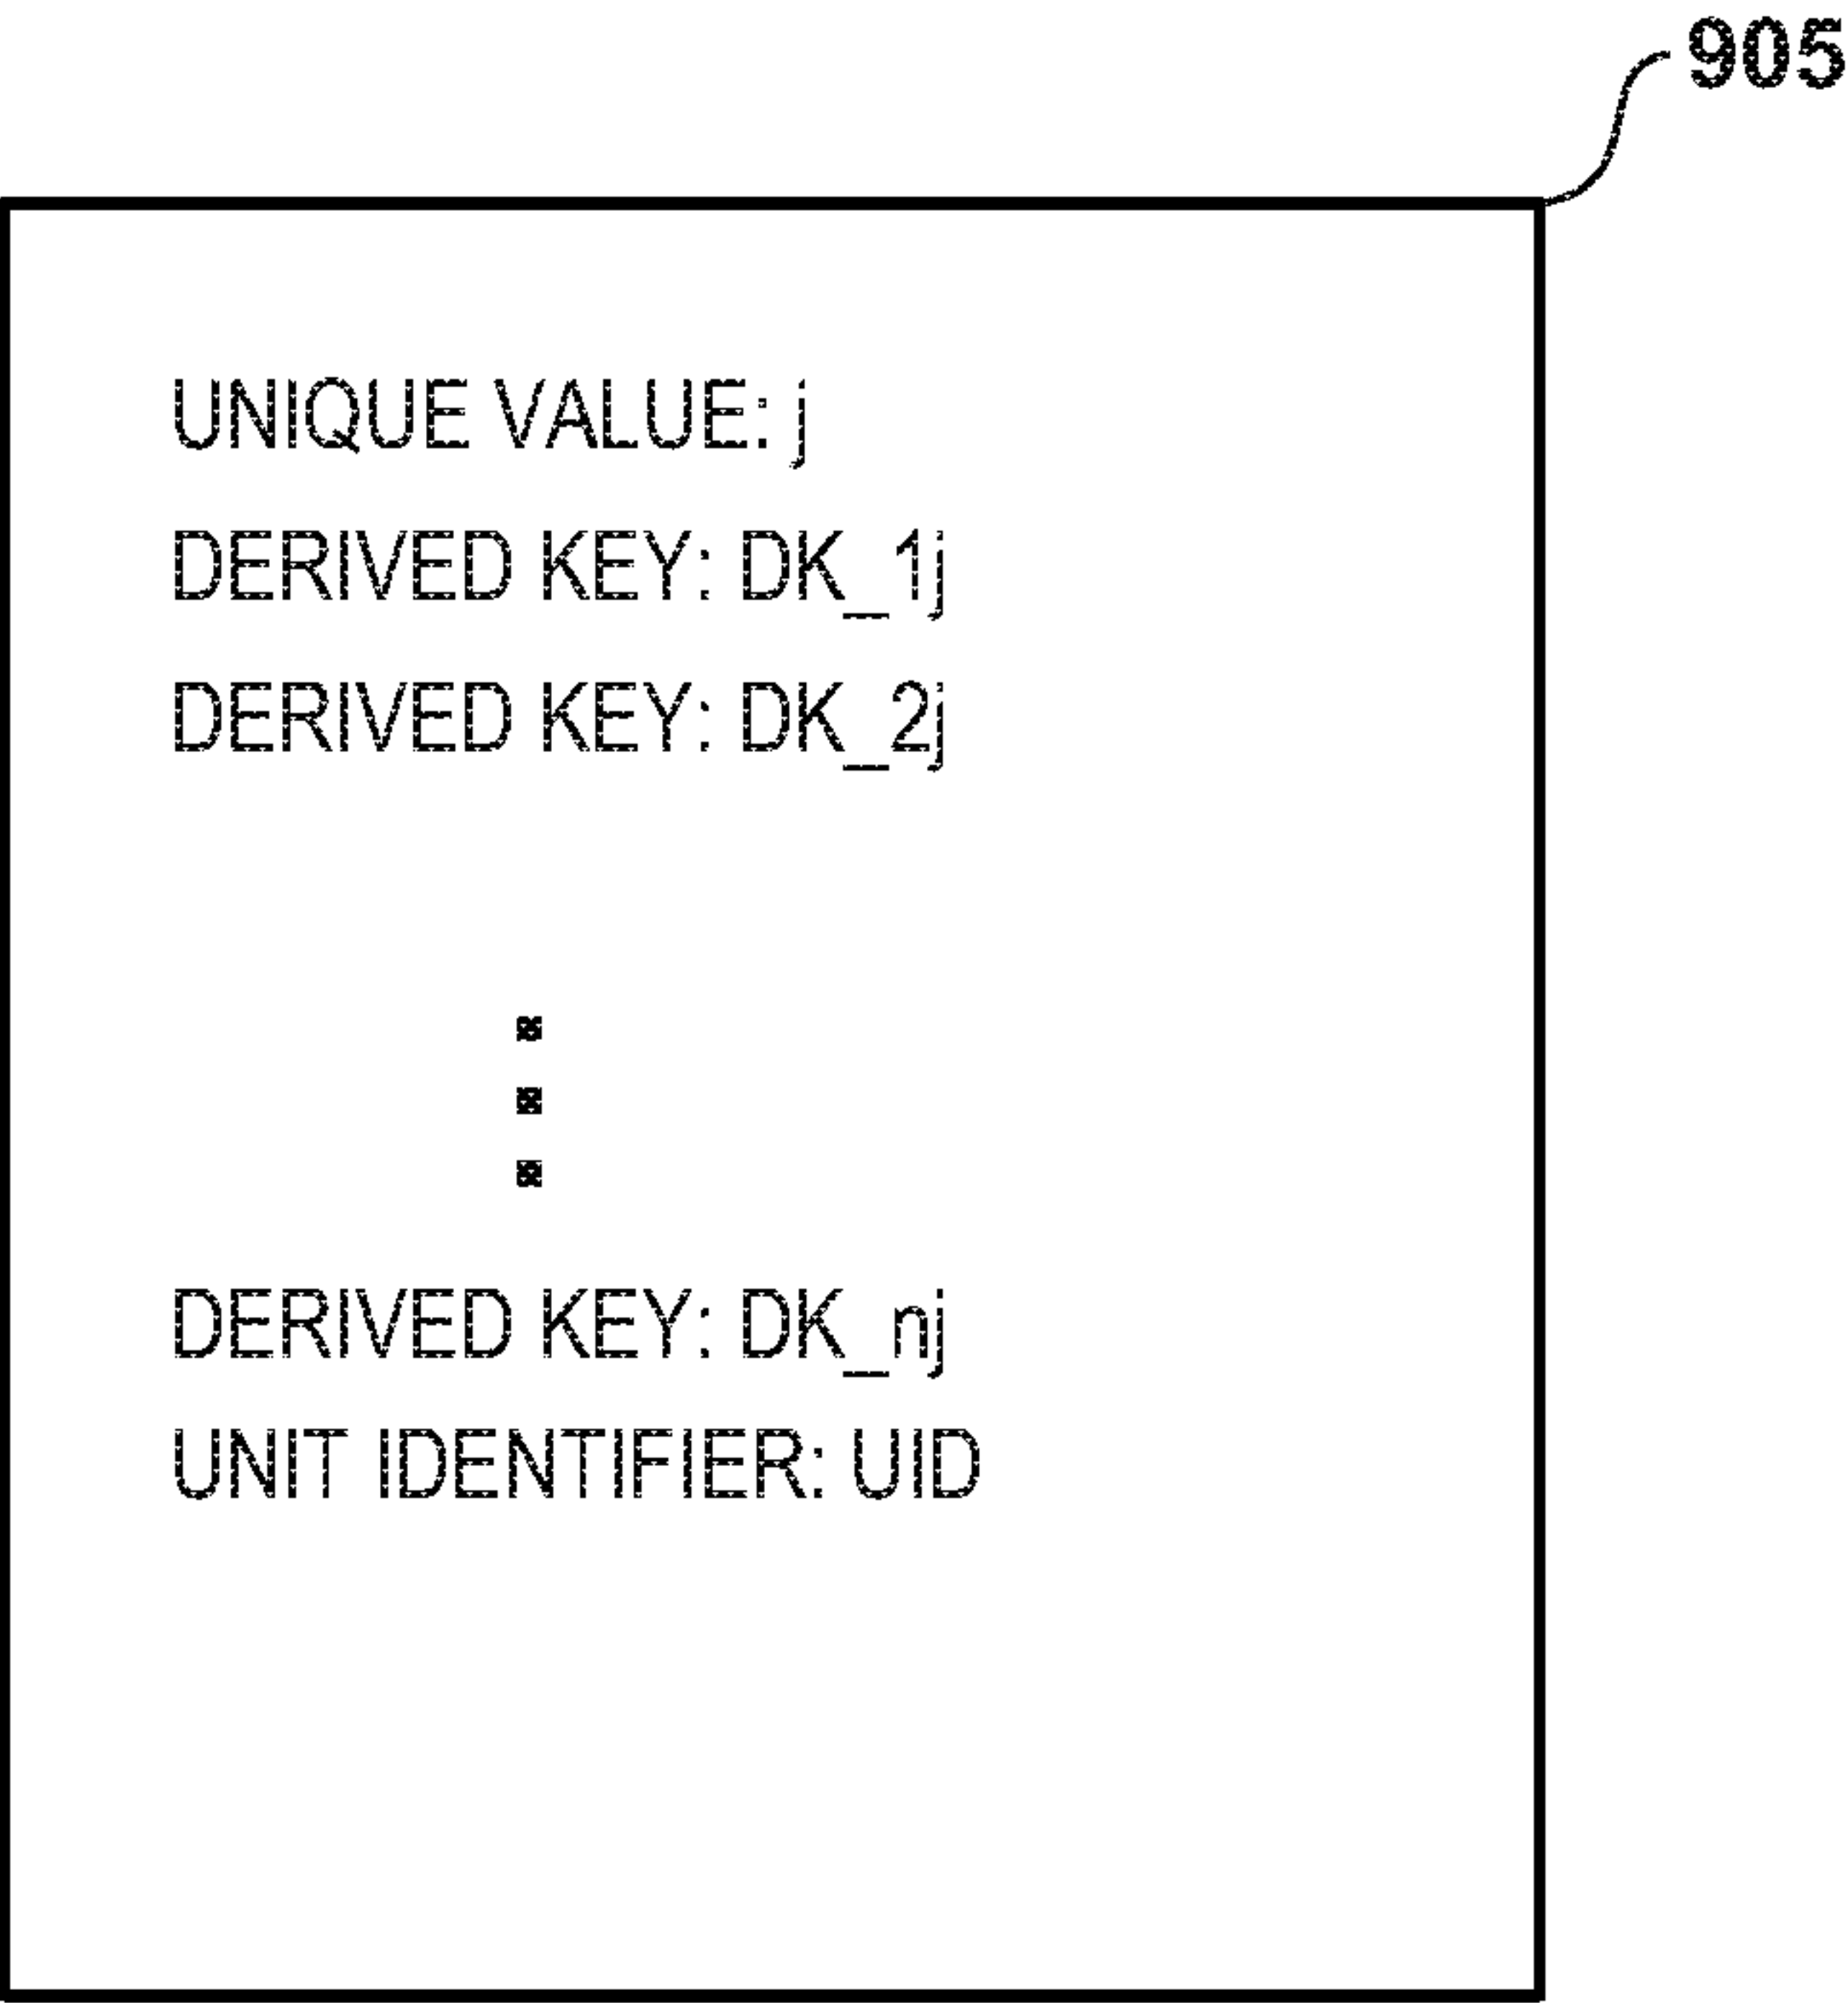 905
UNIQUE VALUE: j
DERIVED KEY: DK_1j
DERIVED KEY: DK_2j
DERIVED KEY: DK_nj
UNIT IDENTIFIER: UID